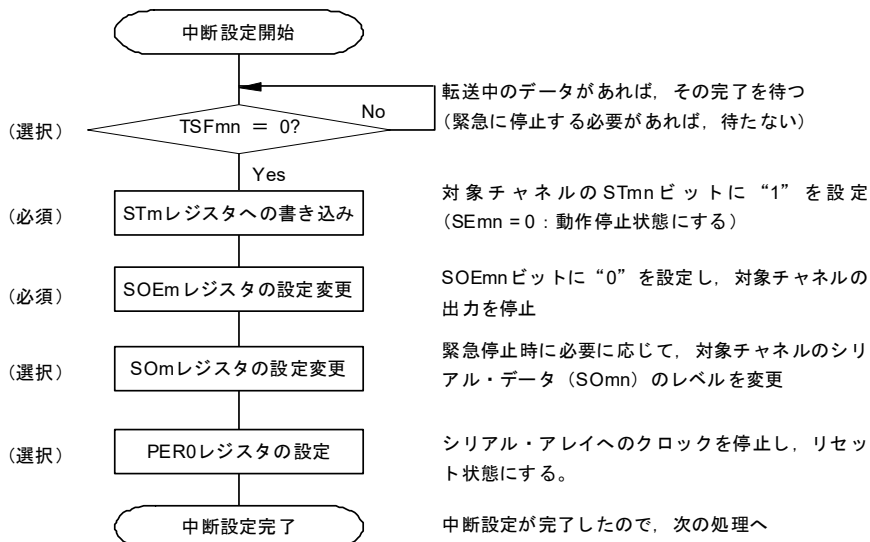 中断設定開始
転送中のデータがあれば，その完了を待つ
（緊急に停止する必要があれば，待たない）
（選択）
TSFmn ＝ 0?
No
Yes
（必須）
STmレジスタへの書き込み
対象チャネルのSTmnビットに“1”を設定
（SEmn = 0：動作停止状態にする）
（必須）
SOEmレジスタの設定変更
SOEmnビットに“0”を設定し，対象チャネルの
出力を停止
（選択）
SOmレジスタの設定変更
緊急停止時に必要に応じて，対象チャネルのシリ
アル・データ（SOmn）のレベルを変更
（選択）
PER0レジスタの設定
シリアル・アレイへのクロックを停止し，リセッ
ト状態にする。
中断設定完了
中断設定が完了したので，次の処理へ